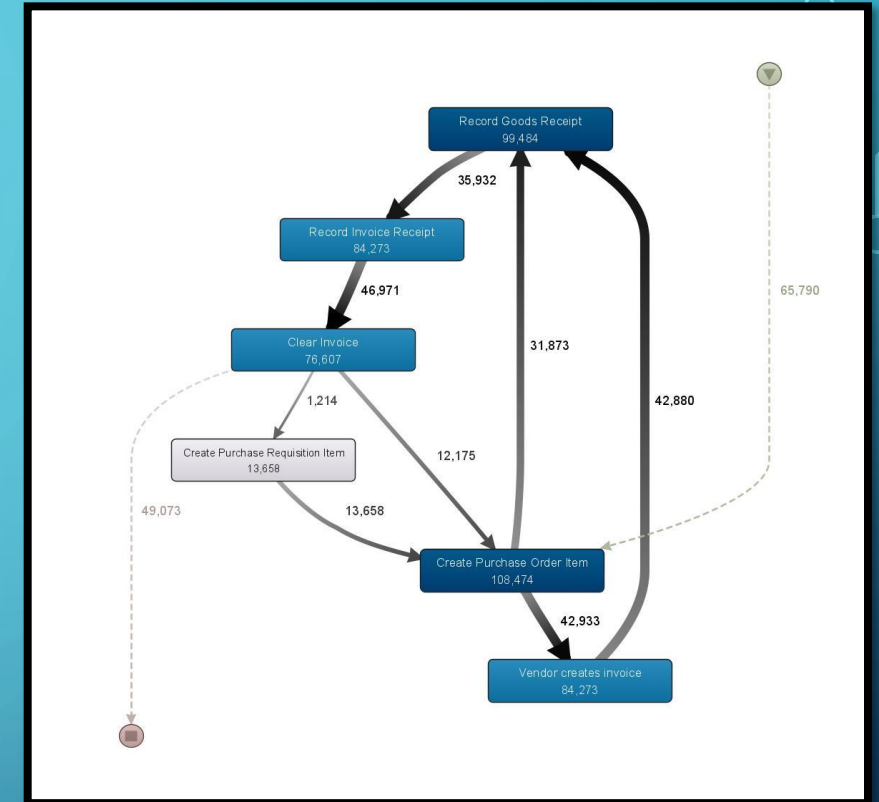 Record Goods Receipt
99,484
35,932
Record Invoice Receipt
84,273
65,790
46,971
Clear Invoice
76,607
31,873
1,214
42,880
Create Purchase Requisition Item
13,658
12,175
49,073
13,658
Create Purchase Order Item
108,474
42,933
Vendor creates invoice
84,273